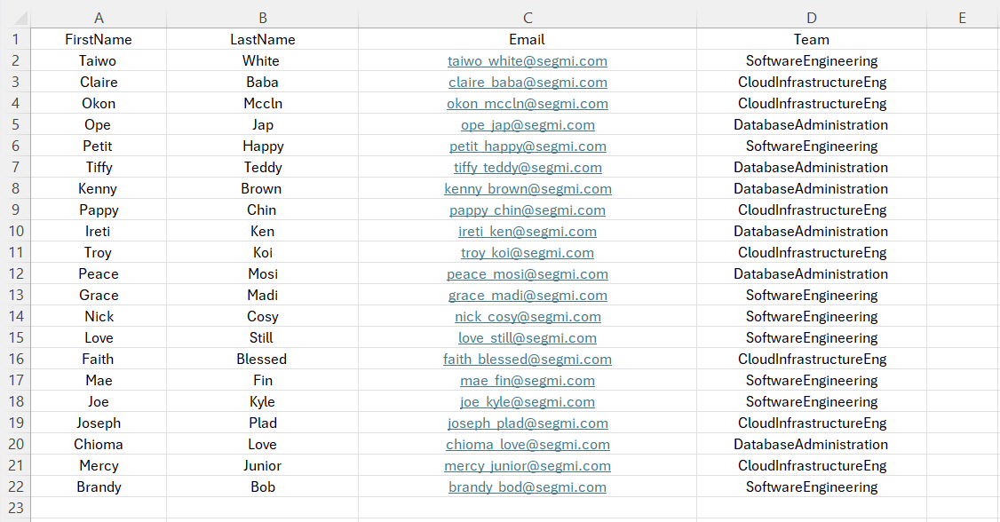 A B C D E
1 FirstName LastName Email Team
2 Taiwo White taiwo_white@segmi.com SoftwareEngineering
3 Claire Baba claire_baba@segmi.com CloudInfrastructureEng
4 Okon Mccln okon_mccln@segmi.com CloudInfrastructureEng
5 Ope Jap ope_jap@segmi.com DatabaseAdministration
6 Petit Happy petit_happy@segmi.com SoftwareEngineering
7 Tiffy Teddy tiffy_teddy@segmi.com DatabaseAdministration
8 Kenny Brown kenny_brown@segmi.com DatabaseAdministration
9 Pappy Chin pappy_chin@segmi.com CloudInfrastructureEng
10 Ireti Ken ireti_ken@segmi.com DatabaseAdministration
11 Troy Koi troy_koi@segmi.com CloudInfrastructureEng
12 Peace Mosi peace_mosi@segmi.com DatabaseAdministration
13 Grace Madi grace_madi@segmi.com SoftwareEngineering
14 Nick Cosy nick_cosy@segmi.com SoftwareEngineering
15 Love Still love_still@segmi.com SoftwareEngineering
16 Faith Blessed faith_blessed@segmi.com CloudInfrastructureEng
17 Mae Fin mae_fin@segmi.com SoftwareEngineering
18 Joe Kyle joe_kyle@segmi.com SoftwareEngineering
19 Joseph Plad joseph_plad@segmi.com CloudInfrastructureEng
20 Chioma Love chioma_love@segmi.com DatabaseAdministration
21 Mercy Junior mercy_junior@segmi.com CloudInfrastructureEng
22 Brandy Bob brandy_bod@segmi.com SoftwareEngineering
23